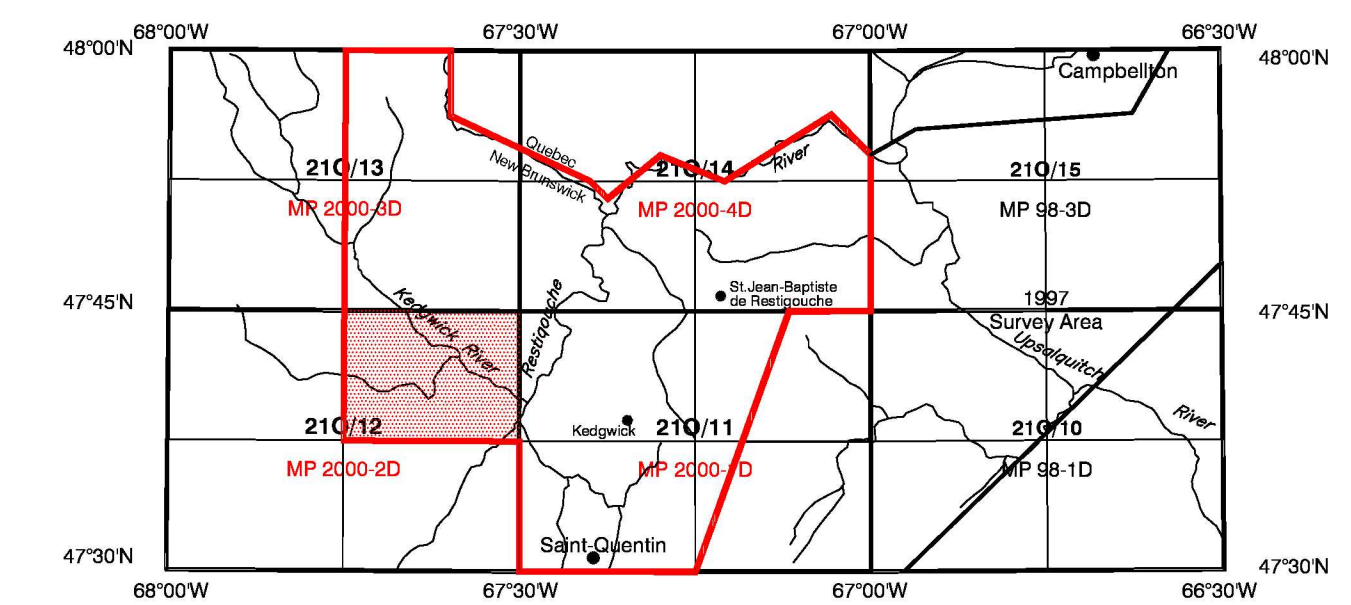 68°00'W 67°30'W 67°00'W 66°30'W
48°00'N 48°00'N
Campbellton
Quebec
New Brunswick
River
21O/13 21O/14 21O/15
MP 2000-3D MP 2000-4D MP 98-3D
St.Jean-Baptiste
de Restigouche
47°45'N 47°45'N
1997
Survey Area
Kedgwick River
Restigouche
Upsalquitch River
Kedgwick
21O/12 21O/11 21O/10
MP 2000-2D MP 2000-1D MP 98-1D
Saint-Quentin
47°30'N 47°30'N
68°00'W 67°30'W 67°00'W 66°30'W